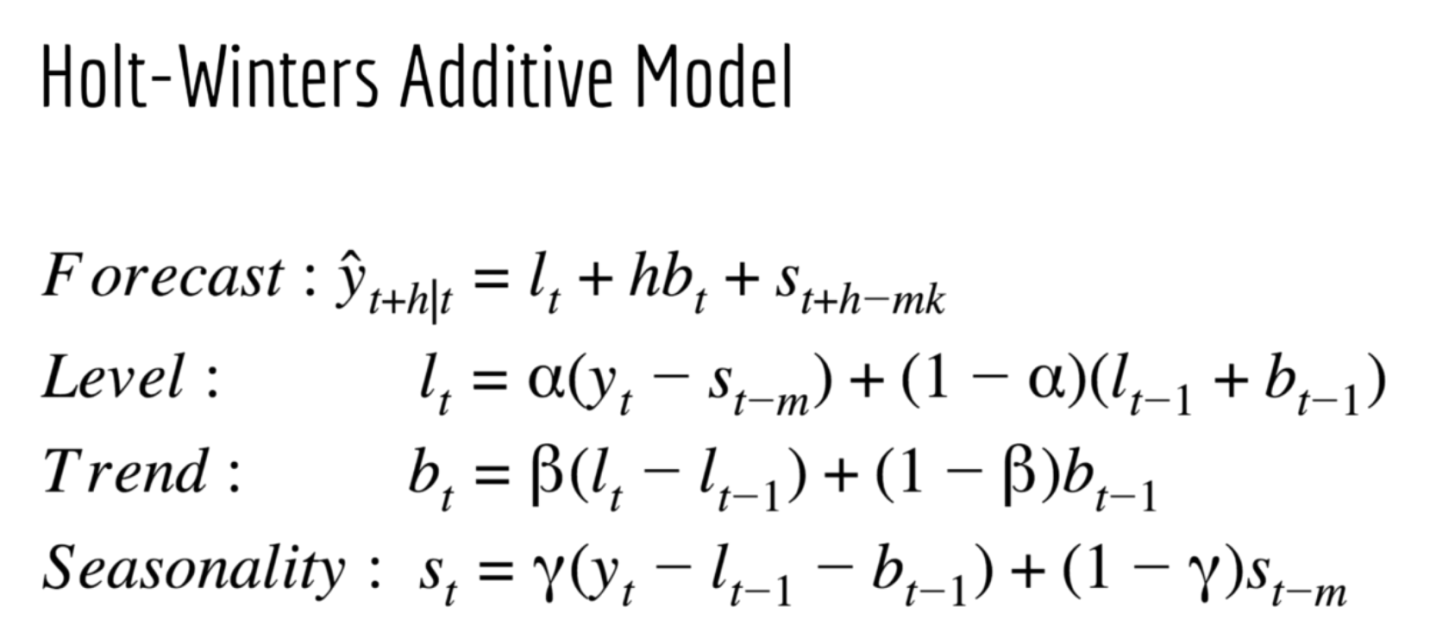 Holt-Winters Additive Model
Forecast : ŷ_{t+h|t} = l_t + hb_t + s_{t+h−mk}
Level : l_t = α(y_t − s_{t−m}) + (1 − α)(l_{t−1} + b_{t−1})
Trend : b_t = β(l_t − l_{t−1}) + (1 − β)b_{t−1}
Seasonality : s_t = γ(y_t − l_{t−1} − b_{t−1}) + (1 − γ)s_{t−m}